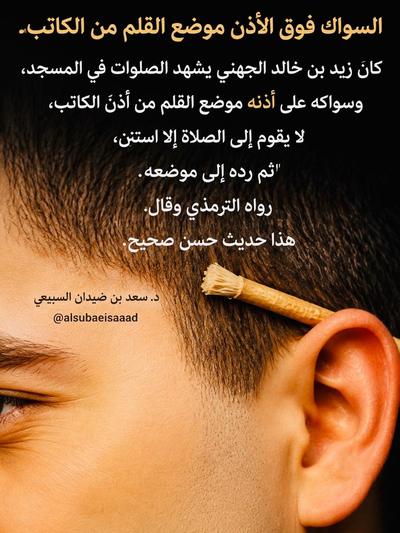 السواك فوق الأذن موضع القلم من الكاتب.
كانَ زيد بن خالد الجهني يشهد الصلوات في المسجد،
وسواكه على أذنه موضع القلم من أذنَ الكاتب،
لا يقوم إلى الصلاة إلا استتن،
"ثم رده إلى موضعه.
رواه الترمذي وقال.
هذا حديث حسن صحيح.
د. سعد بن ضيدان السبيعي
@alsubaeisaaad